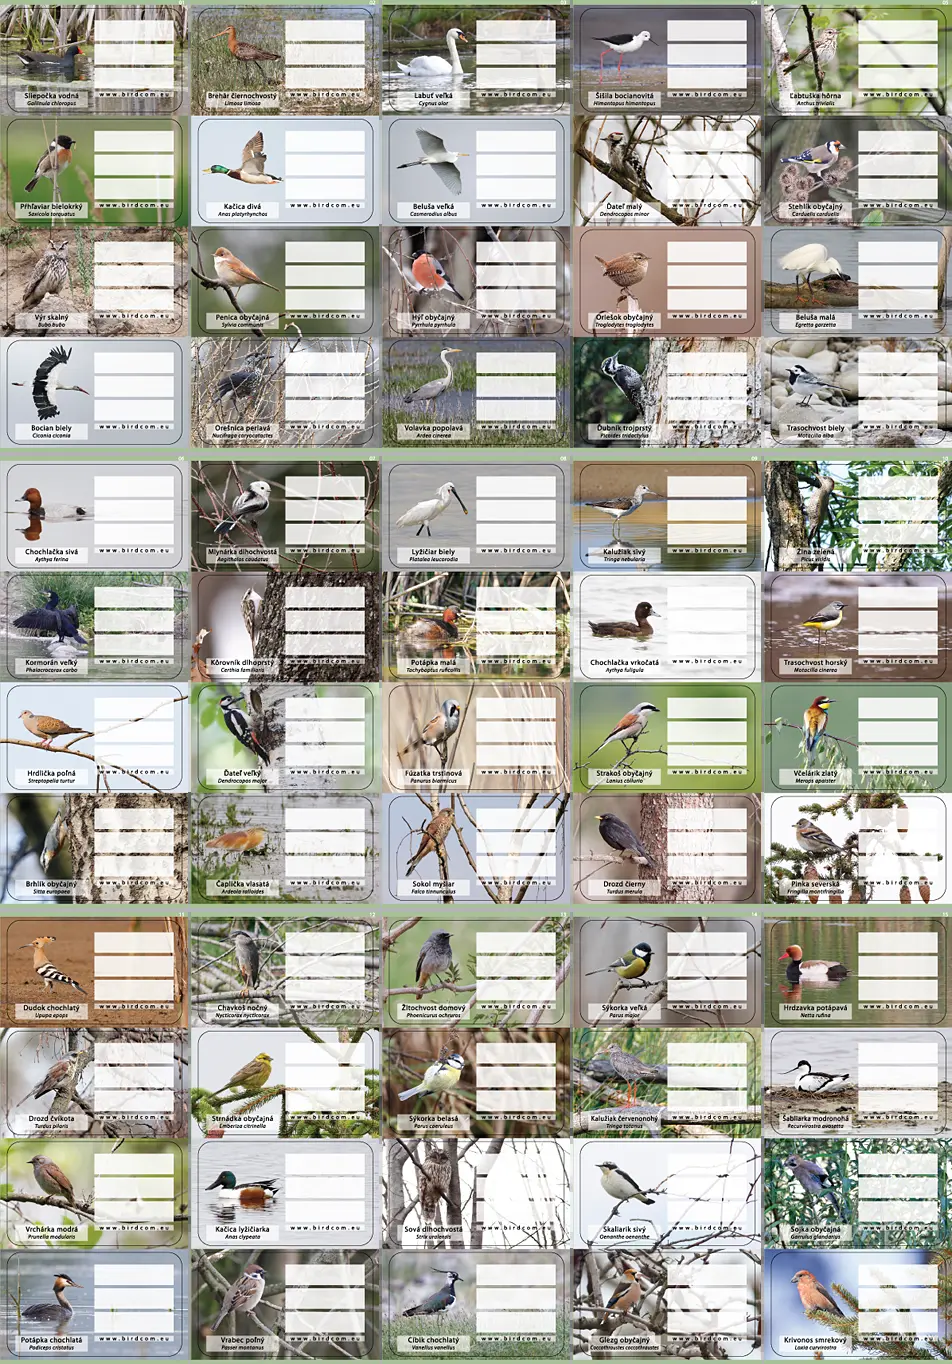 01 02 03 04 05
Sliepočka vodná
Gallinula chloropus
www.birdcom.eu
Brehár čiernochvostý
Limosa limosa
www.birdcom.eu
Labuť veľká
Cygnus olor
www.birdcom.eu
Šišila bocianovitá
Himantopus himantopus
www.birdcom.eu
Ľabtuška hôrna
Anthus trivialis
www.birdcom.eu
Pŕhľaviar bielokrký
Saxicola torquatus
www.birdcom.eu
Kačica divá
Anas platyrhynchos
www.birdcom.eu
Beluša veľká
Casmerodius albus
www.birdcom.eu
Ďateľ malý
Dendrocopos minor
www.birdcom.eu
Stehlík obyčajný
Carduelis carduelis
www.birdcom.eu
Výr skalný
Bubo bubo
www.birdcom.eu
Penica obyčajná
Sylvia communis
www.birdcom.eu
Hýľ obyčajný
Pyrrhula pyrrhula
www.birdcom.eu
Oriešok obyčajný
Troglodytes troglodytes
www.birdcom.eu
Beluša malá
Egretta garzetta
www.birdcom.eu
Bocian biely
Ciconia ciconia
www.birdcom.eu
Orešnica perlavá
Nucifraga caryocatactes
www.birdcom.eu
Volavka popolavá
Ardea cinerea
www.birdcom.eu
Ďubník trojprstý
Picoides tridactylus
www.birdcom.eu
Trasochvost biely
Motacilla alba
www.birdcom.eu
06 07 08 09 10
Chochlačka sivá
Aythya ferina
www.birdcom.eu
Mlynárka dlhochvostá
Aegithalos caudatus
www.birdcom.eu
Lyžičiar biely
Platalea leucorodia
www.birdcom.eu
Kalužiak sivý
Tringa nebularia
www.birdcom.eu
Žlna zelená
Picus viridis
www.birdcom.eu
Kormorán veľký
Phalacrocorax carbo
www.birdcom.eu
Kôrovník dlhoprstý
Certhia familiaris
www.birdcom.eu
Potápka malá
Tachybaptus ruficollis
www.birdcom.eu
Chochlačka vrkočatá
Aythya fuligula
www.birdcom.eu
Trasochvost horský
Motacilla cinerea
www.birdcom.eu
Hrdlička poľná
Streptopelia turtur
www.birdcom.eu
Ďateľ veľký
Dendrocopos major
www.birdcom.eu
Fúzatka trstinová
Panurus biarmicus
www.birdcom.eu
Strakoš obyčajný
Lanius collurio
www.birdcom.eu
Včelárik zlatý
Merops apiaster
www.birdcom.eu
Brhlík obyčajný
Sitta europaea
www.birdcom.eu
Čaplička vlasatá
Ardeola ralloides
www.birdcom.eu
Sokol myšiar
Falco tinnunculus
www.birdcom.eu
Drozd čierny
Turdus merula
www.birdcom.eu
Pinka severská
Fringilla montifringilla
www.birdcom.eu
11 12 13 14
Dudok chochlatý
Upupa epops
www.birdcom.eu
Chavkoš nočný
Nycticorax nycticorax
www.birdcom.eu
Žltochvost domový
Phoenicurus ochruros
www.birdcom.eu
Sýkorka veľká
Parus major
www.birdcom.eu
Hrdzavka potápavá
Netta rufina
www.birdcom.eu
Drozd čvíkota
Turdus pilaris
www.birdcom.eu
Strnádka obyčajná
Emberiza citrinella
www.birdcom.eu
Sýkorka belasá
Parus caeruleus
www.birdcom.eu
Kalužiak červenonohý
Tringa totanus
www.birdcom.eu
Šabliarka modronohá
Recurvirostra avosetta
www.birdcom.eu
Vrchárka modrá
Prunella modularis
www.birdcom.eu
Kačica lyžičiarka
Anas clypeata
www.birdcom.eu
Sova dlhochvostá
Strix uralensis
www.birdcom.eu
Skaliarik sivý
Oenanthe oenanthe
www.birdcom.eu
Sojka obyčajná
Garrulus glandarius
www.birdcom.eu
Potápka chochlatá
Podiceps cristatus
www.birdcom.eu
Vrabec poľný
Passer montanus
www.birdcom.eu
Cíbik chochlatý
Vanellus vanellus
www.birdcom.eu
Glezg obyčajný
Coccothraustes coccothraustes
www.birdcom.eu
Krivonos smrekový
Loxia curvirostra
www.birdcom.eu